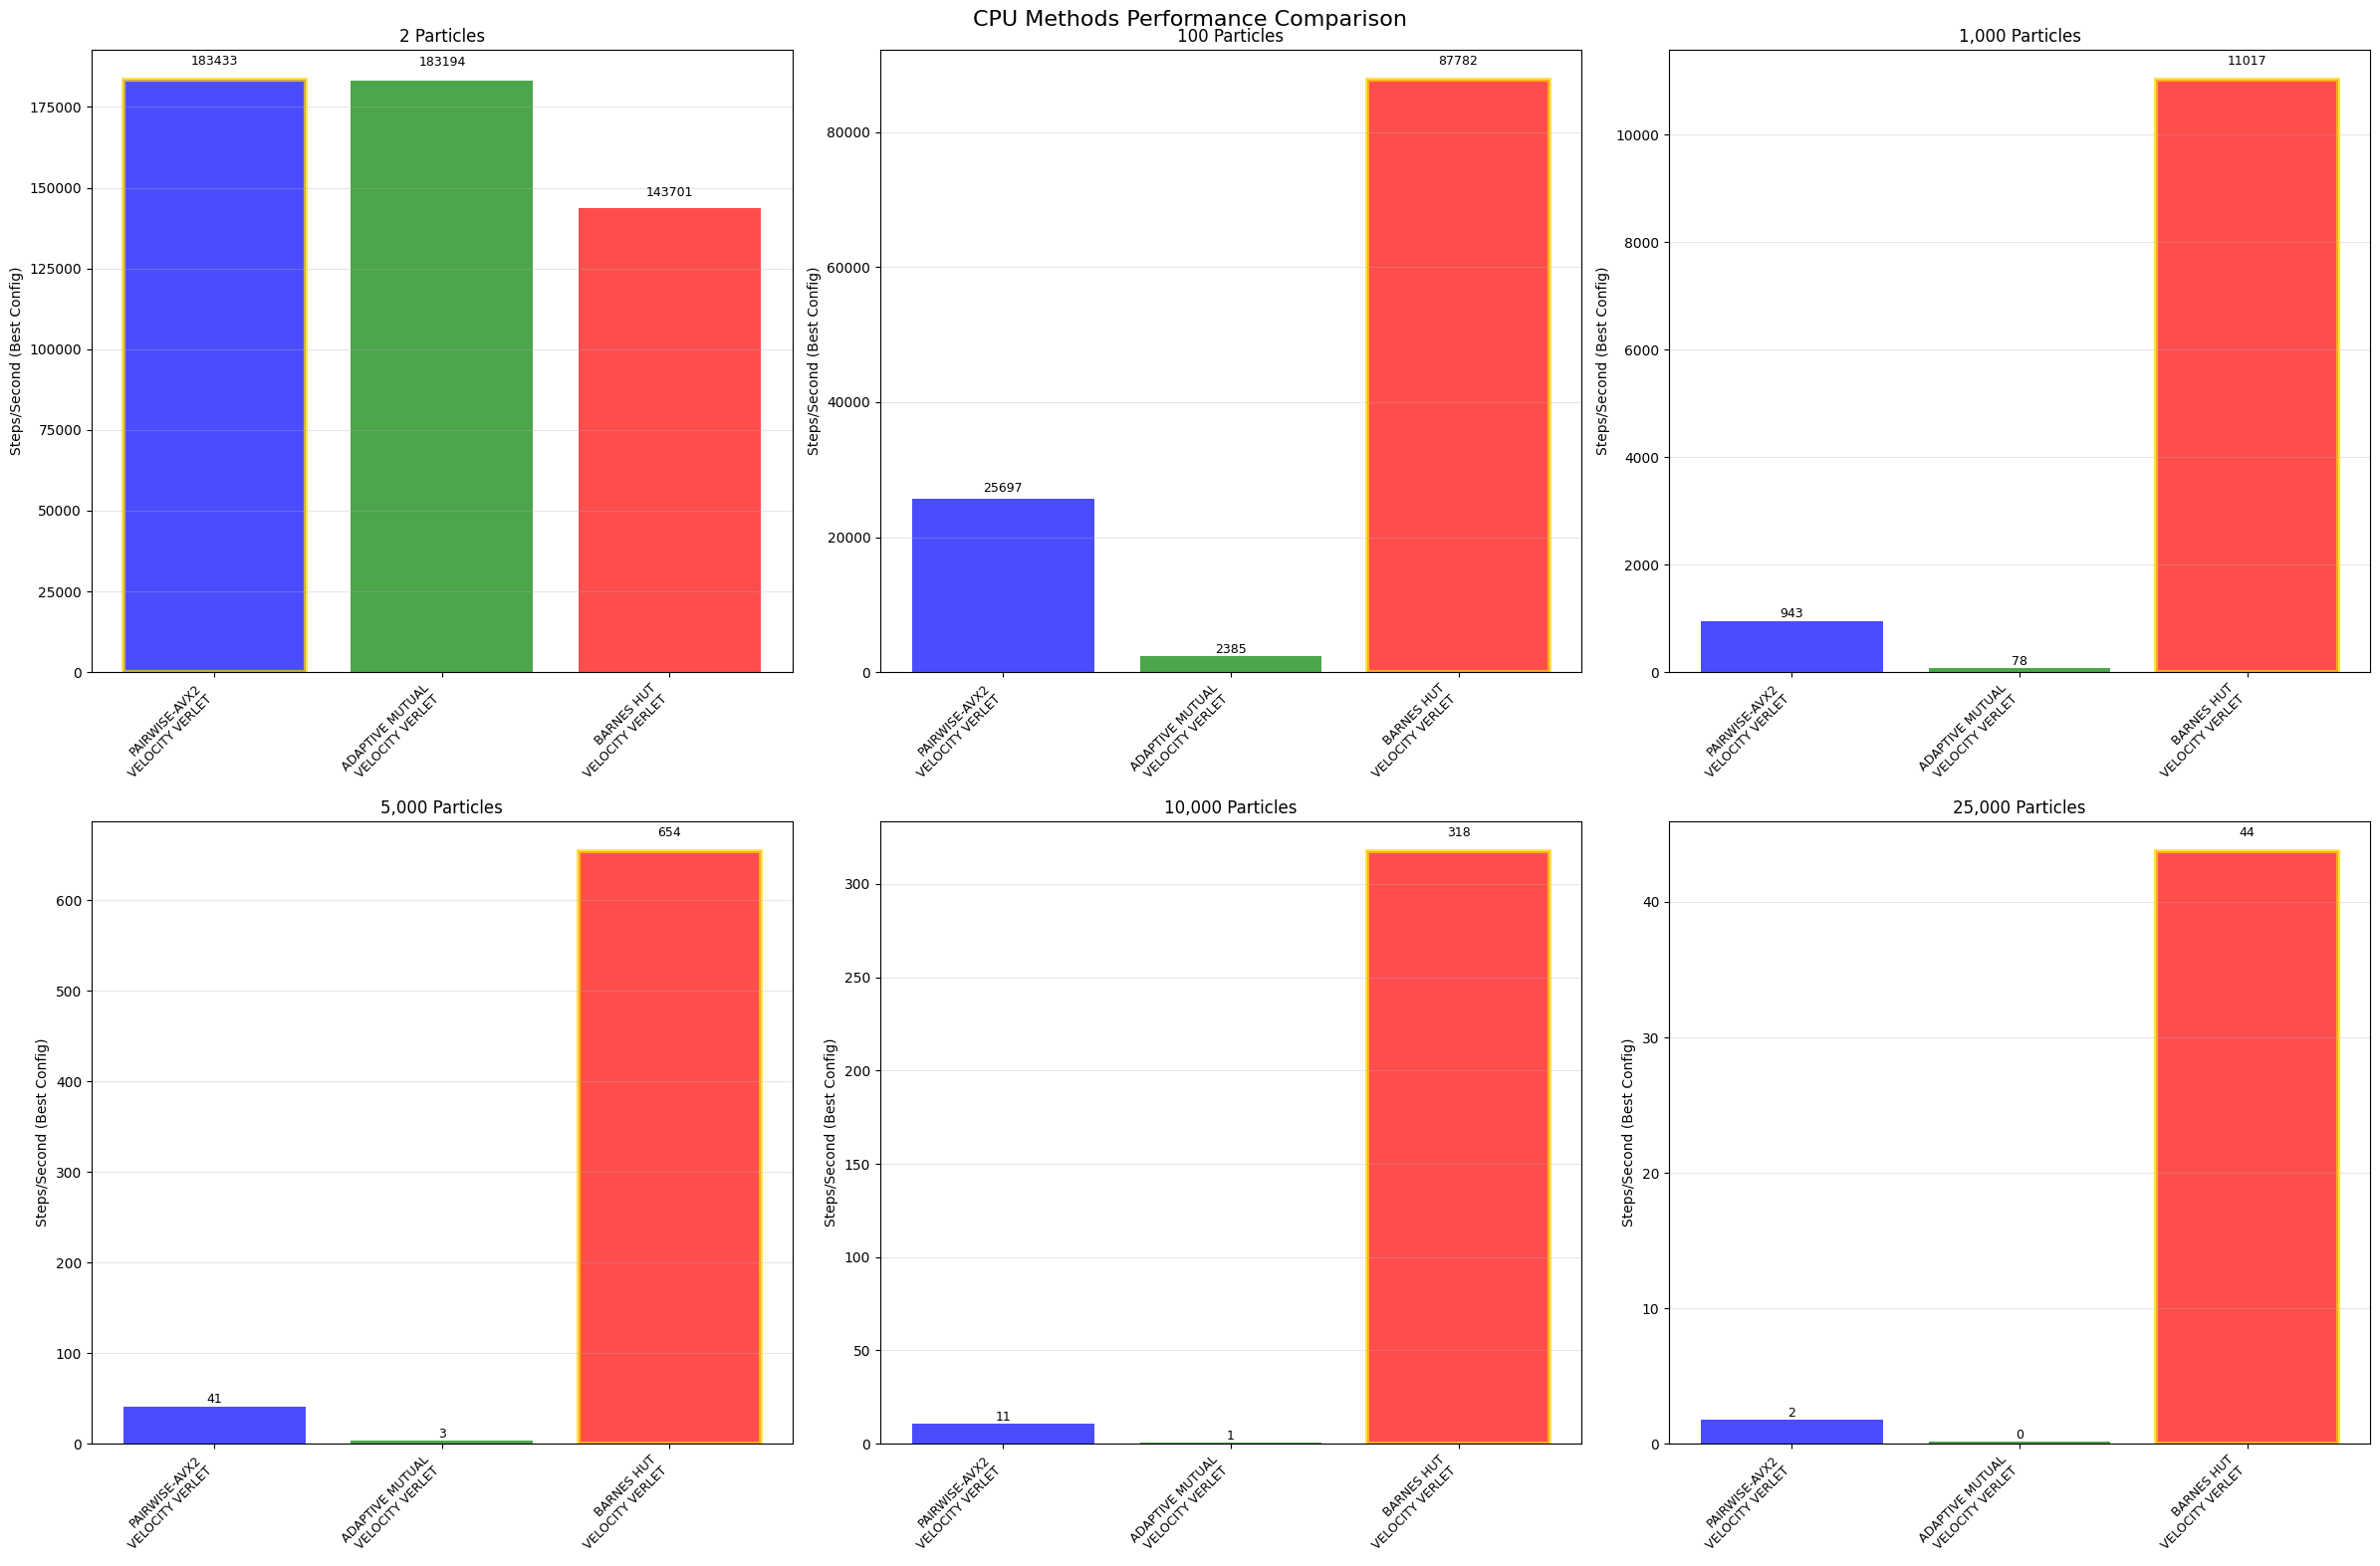 CPU Methods Performance Comparison
2 Particles
Steps/Second (Best Config)
175000
150000
125000
100000
75000
50000
25000
0
183433
183194
143701
PAIRWISE-AVX2
VELOCITY VERLET
ADAPTIVE MUTUAL
VELOCITY VERLET
BARNES HUT
VELOCITY VERLET
100 Particles
Steps/Second (Best Config)
80000
60000
40000
20000
0
25697
2385
87782
PAIRWISE-AVX2
VELOCITY VERLET
ADAPTIVE MUTUAL
VELOCITY VERLET
BARNES HUT
VELOCITY VERLET
1,000 Particles
Steps/Second (Best Config)
10000
8000
6000
4000
2000
0
943
78
11017
PAIRWISE-AVX2
VELOCITY VERLET
ADAPTIVE MUTUAL
VELOCITY VERLET
BARNES HUT
VELOCITY VERLET
5,000 Particles
Steps/Second (Best Config)
600
500
400
300
200
100
0
41
3
654
PAIRWISE-AVX2
VELOCITY VERLET
ADAPTIVE MUTUAL
VELOCITY VERLET
BARNES HUT
VELOCITY VERLET
10,000 Particles
Steps/Second (Best Config)
300
250
200
150
100
50
0
11
1
318
PAIRWISE-AVX2
VELOCITY VERLET
ADAPTIVE MUTUAL
VELOCITY VERLET
BARNES HUT
VELOCITY VERLET
25,000 Particles
Steps/Second (Best Config)
40
30
20
10
0
2
0
44
PAIRWISE-AVX2
VELOCITY VERLET
ADAPTIVE MUTUAL
VELOCITY VERLET
BARNES HUT
VELOCITY VERLET